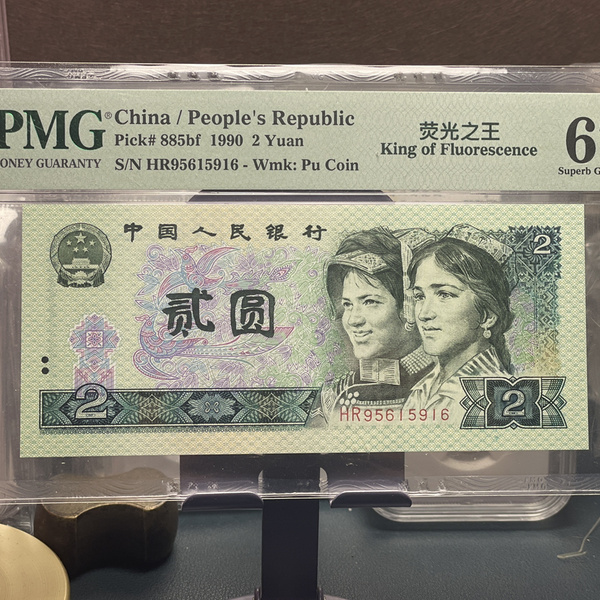 PMG®
ONEY GUARANTY
China / People's Republic
Pick# 885bf 1990 2 Yuan
S/N HR95615916 - Wmk: Pu Coin
荧光之王
King of Fluorescence
6
Superb G
中国人民银行
2
贰圆
2
HR95615916
2